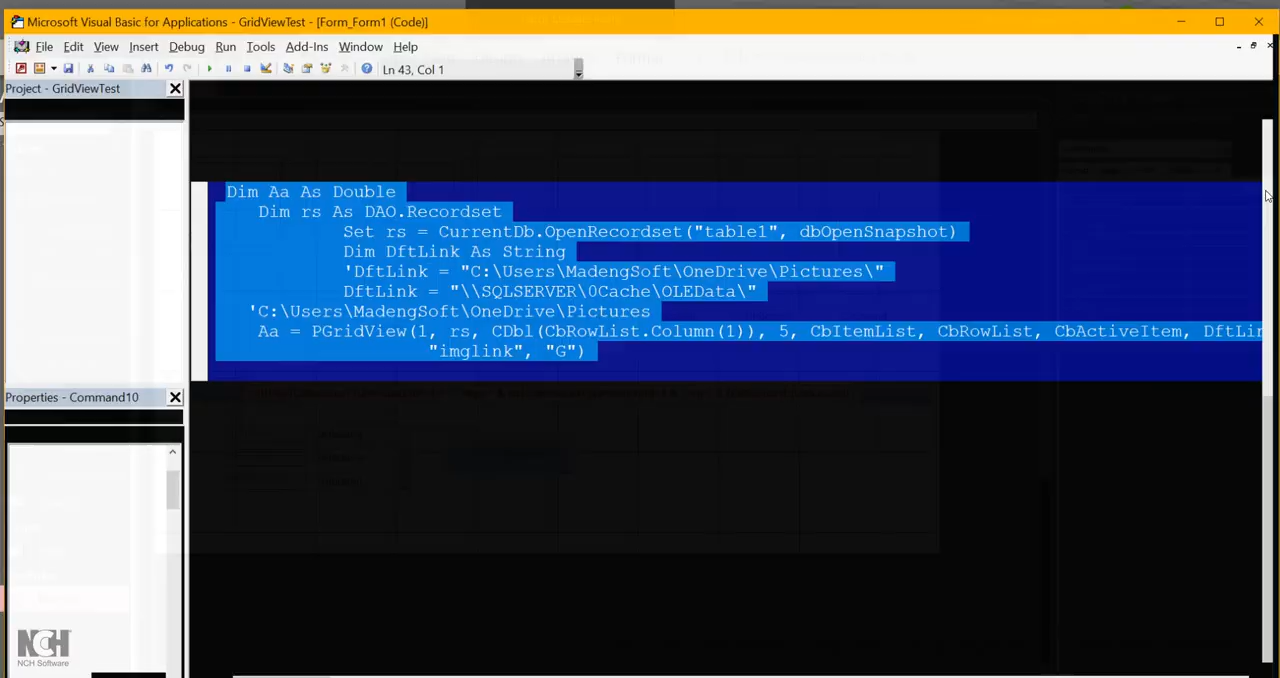 Microsoft Visual Basic for Applications - GridViewTest - [Form_Form1 (Code)]
File Edit View Insert Debug Run Tools Add-Ins Window Help
Ln 43, Col 1
Project - GridViewTest
Dim Aa As Double
Dim rs As DAO.Recordset
Set rs = CurrentDb.OpenRecordset("table1", dbOpenSnapshot)
Dim DftLink As String
'DftLink = "C:\Users\MadengSoft\OneDrive\Pictures\"
DftLink = "\\SQLSERVER\0Cache\OLEData\"
'C:\Users\MadengSoft\OneDrive\Pictures
Aa = PGridView(1, rs, CDbl(CbRowList.Column(1)), 5, CbItemList, CbRowList, CbActiveItem, DftLin
"imglink", "G")
Properties - Command10
NCH
NCH Software